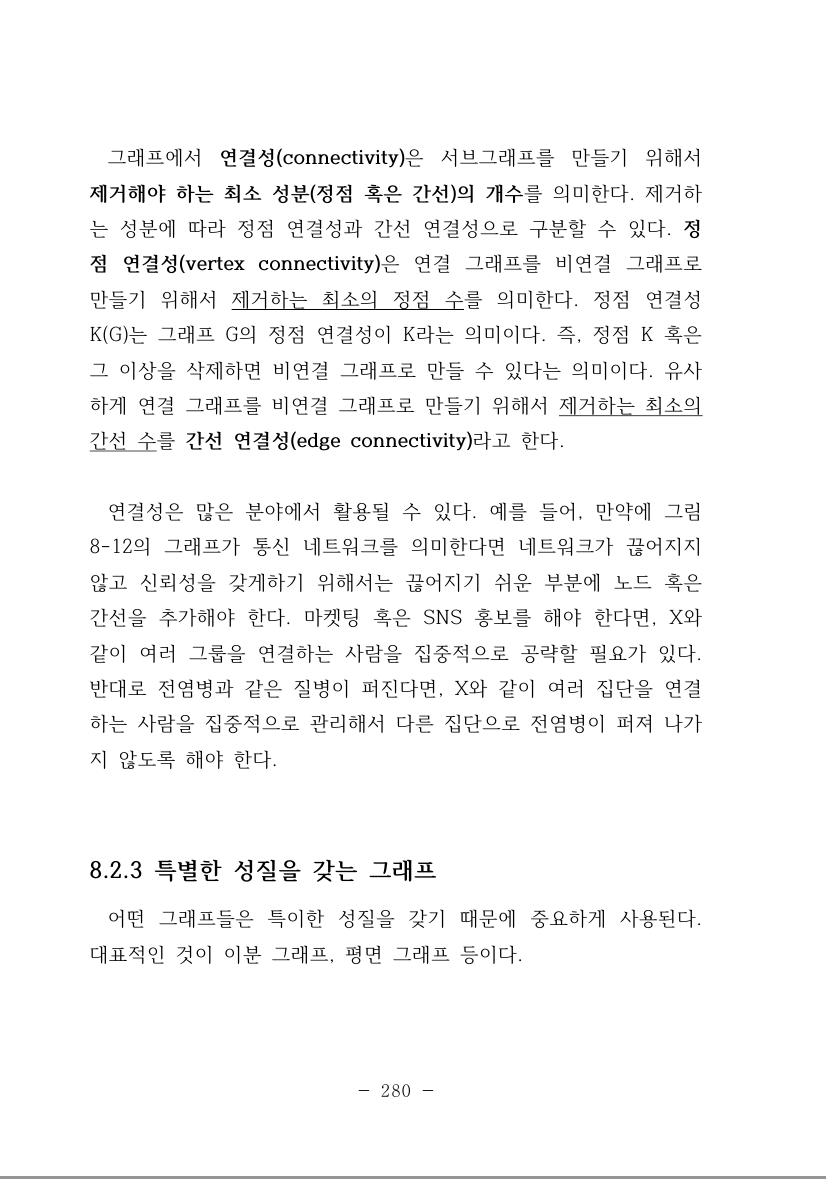 그래프에서 연결성(connectivity)은 서브그래프를 만들기 위해서
제거해야 하는 최소 성분(정점 혹은 간선)의 개수를 의미한다. 제거하
는 성분에 따라 정점 연결성과 간선 연결성으로 구분할 수 있다. 정
점 연결성(vertex connectivity)은 연결 그래프를 비연결 그래프로
만들기 위해서 제거하는 최소의 정점 수를 의미한다. 정점 연결성
K(G)는 그래프 G의 정점 연결성이 K라는 의미이다. 즉, 정점 K 혹은
그 이상을 삭제하면 비연결 그래프로 만들 수 있다는 의미이다. 유사
하게 연결 그래프를 비연결 그래프로 만들기 위해서 제거하는 최소의
간선 수를 간선 연결성(edge connectivity)라고 한다.
연결성은 많은 분야에서 활용될 수 있다. 예를 들어, 만약에 그림
8-12의 그래프가 통신 네트워크를 의미한다면 네트워크가 끊어지지
않고 신뢰성을 갖게하기 위해서는 끊어지기 쉬운 부분에 노드 혹은
간선을 추가해야 한다. 마켓팅 혹은 SNS 홍보를 해야 한다면, X와
같이 여러 그룹을 연결하는 사람을 집중적으로 공략할 필요가 있다.
반대로 전염병과 같은 질병이 퍼진다면, X와 같이 여러 집단을 연결
하는 사람을 집중적으로 관리해서 다른 집단으로 전염병이 퍼져 나가
지 않도록 해야 한다.
8.2.3 특별한 성질을 갖는 그래프
어떤 그래프들은 특이한 성질을 갖기 때문에 중요하게 사용된다.
대표적인 것이 이분 그래프, 평면 그래프 등이다.
- 280 -